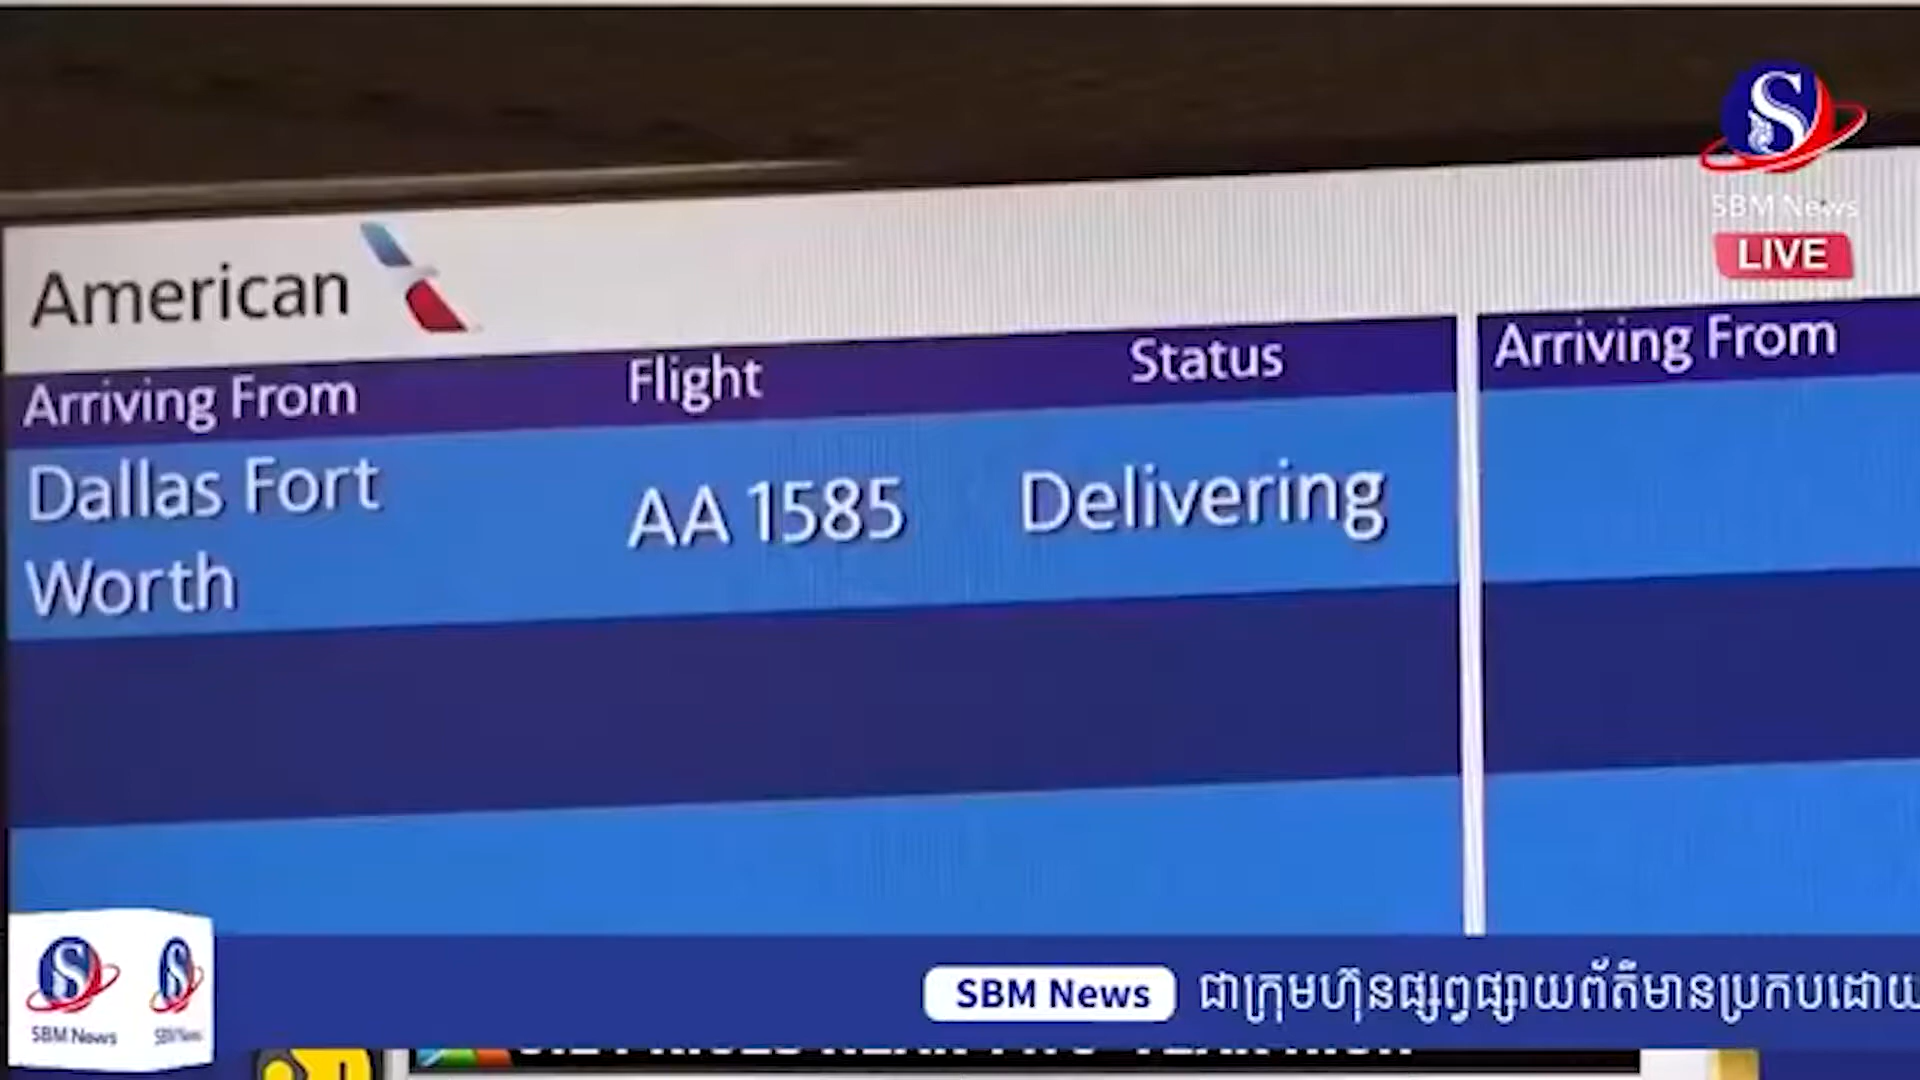 SBM News
LIVE
American
Arriving From Flight Status
Arriving From
Dallas Fort
Worth
AA 1585 Delivering
SBM News
SBM News
SBM News ជាក្រុមហ៊ុនផ្សព្វផ្សាយព័ត៌មានប្រកបដោយ